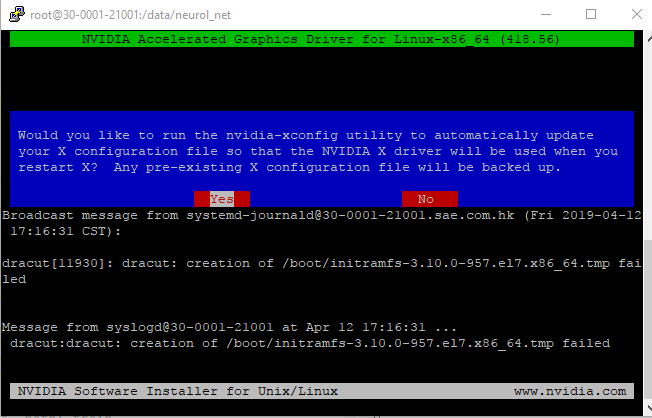 root@30-0001-21001:/data/neurol_net
NVIDIA Accelerated Graphics Driver for Linux-x86_64 (418.56)
Would you like to run the nvidia-xconfig utility to automatically update
your X configuration file so that the NVIDIA X driver will be used when you
restart X?  Any pre-existing X configuration file will be backed up.
Yes No
Broadcast message from systemd-journald@30-0001-21001.sae.com.hk (Fri 2019-04-12
17:16:31 CST):
dracut[11930]: dracut: creation of /boot/initramfs-3.10.0-957.el7.x86_64.tmp fai
led
Message from syslogd@30-0001-21001 at Apr 12 17:16:31 ...
dracut:dracut: creation of /boot/initramfs-3.10.0-957.el7.x86_64.tmp failed
NVIDIA Software Installer for Unix/Linux www.nvidia.com